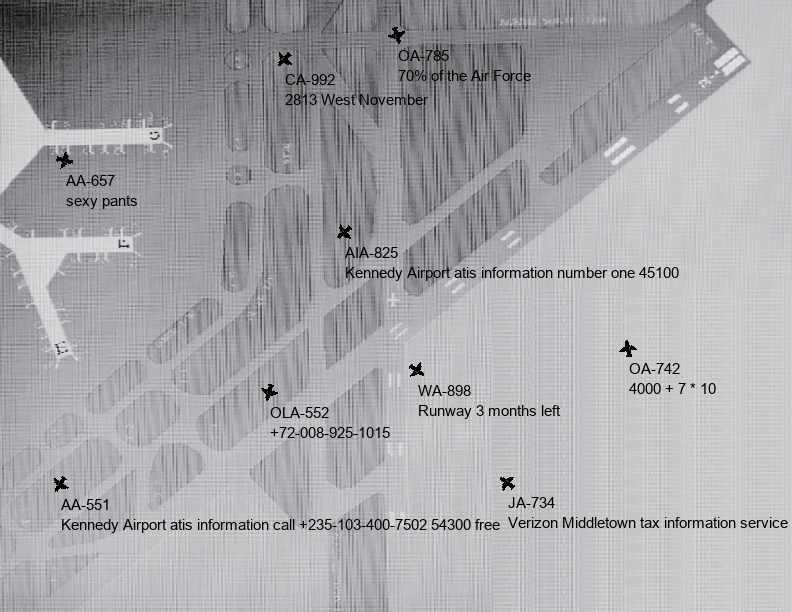 OA-785
70% of the Air Force
CA-992
2813 West November
AA-657
sexy pants
AIA-825
Kennedy Airport atis information number one 45100
OA-742
4000 + 7 * 10
WA-898
Runway 3 months left
OLA-552
+72-008-925-1015
AA-551
Kennedy Airport atis information call +235-103-400-7502 54300 free
JA-734
Verizon Middletown tax information service